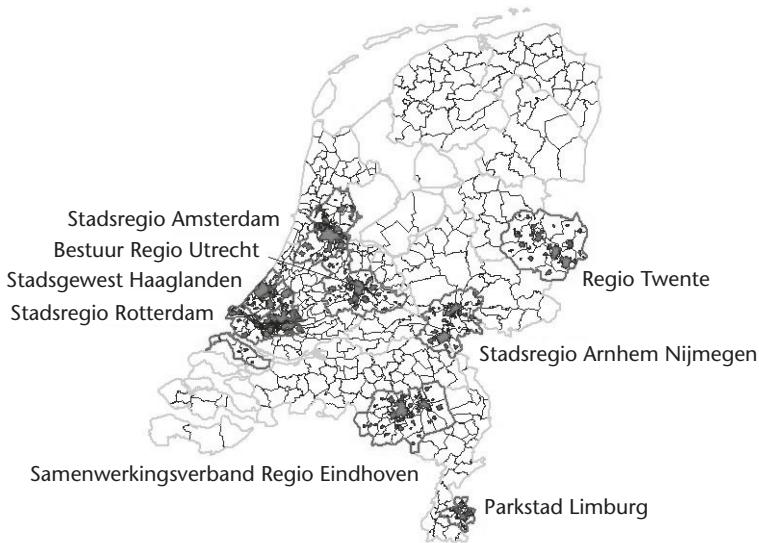 Stadsregio Amsterdam
Bestuur Regio Utrecht
Stadsgewest Haaglanden
Regio Twente
Stadsregio Rotterdam
Stadsregio Arnhem Nijmegen
Samenwerkingsverband Regio Eindhoven
Parkstad Limburg